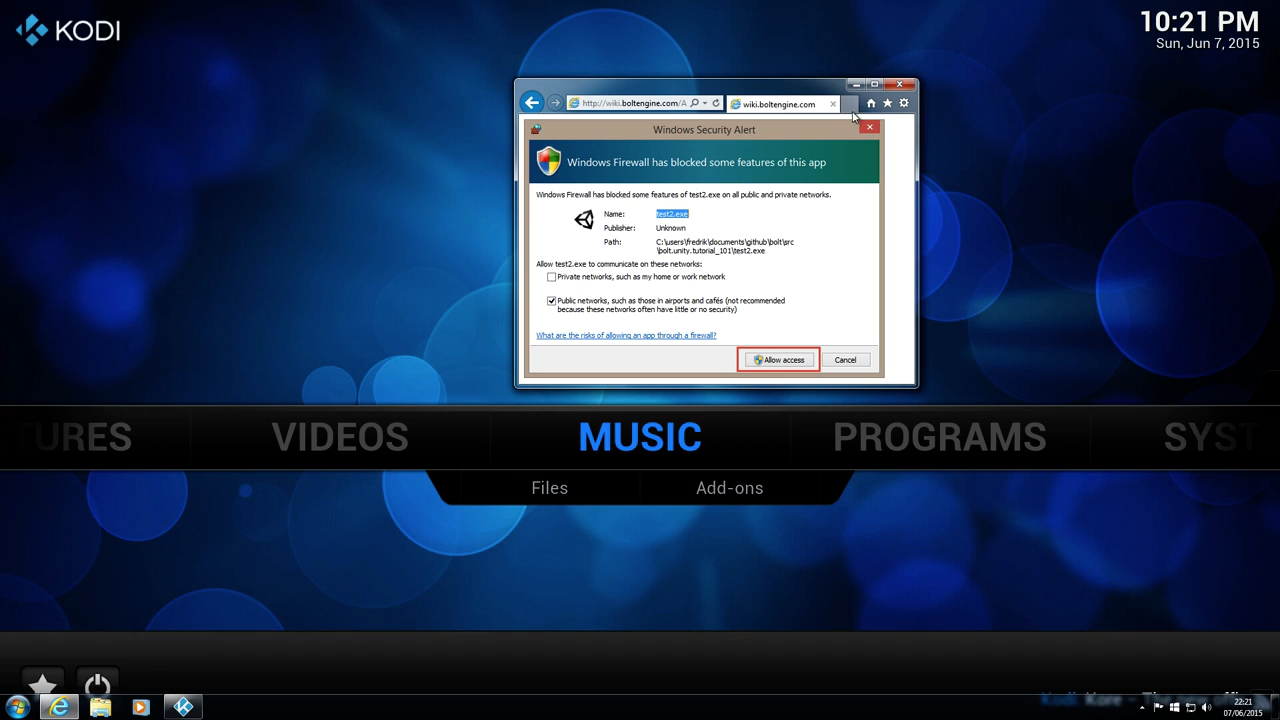 KODI
10:21 PM
Sun, Jun 7, 2015
http://wiki.boltengine.com/A
wiki.boltengine.com
Windows Security Alert
Windows Firewall has blocked some features of this app
Windows Firewall has blocked some features of test2.exe on all public and private networks.
Name: test2.exe
Publisher: Unknown
Path: C:\users\fredrik\documents\github\bolt\src
\bolt.unity.tutorial_101\test2.exe
Allow test2.exe to communicate on these networks:
Private networks, such as my home or work network
Public networks, such as those in airports and cafés (not recommended
because these networks often have little or no security)
What are the risks of allowing an app through a firewall?
Allow access Cancel
TURES VIDEOS MUSIC PROGRAMS SYST
Files Add-ons
Kodi: Kore – The new offi
22:21
07/06/2015